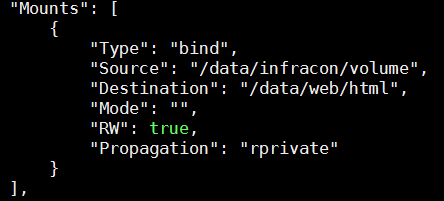 "Mounts": [
    {
        "Type": "bind",
        "Source": "/data/infracon/volume",
        "Destination": "/data/web/html",
        "Mode": "",
        "RW": true,
        "Propagation": "rprivate"
    }
],